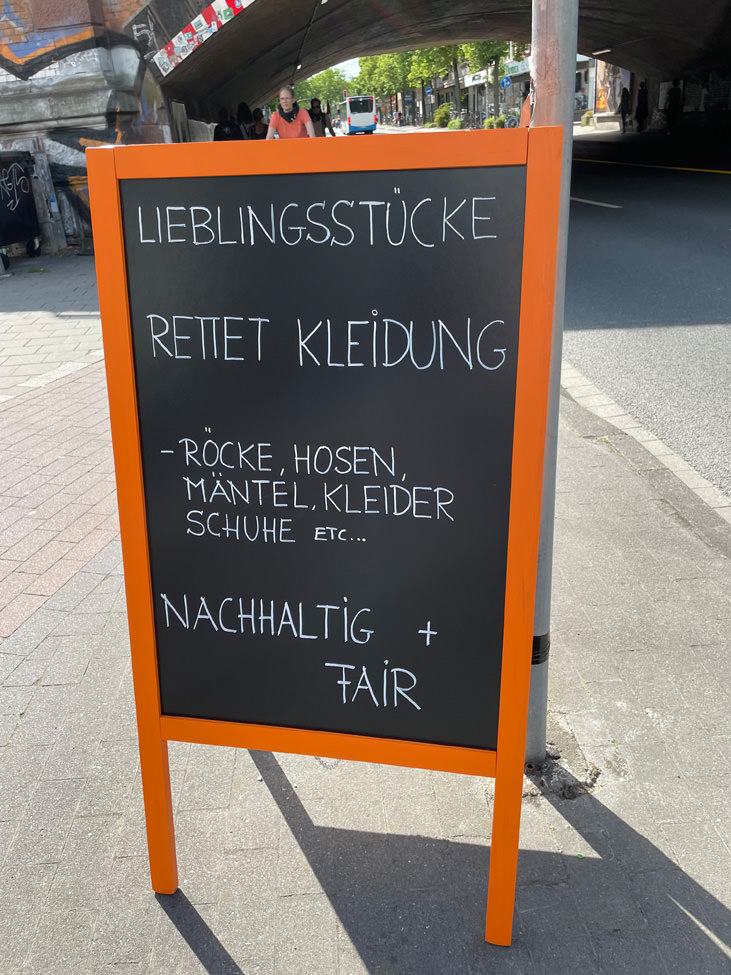 LIEBLINGSSTÜCKE
RETTET KLEIDUNG
- RÖCKE, HOSEN,
MÄNTEL, KLEIDER
SCHUHE ETC...
NACHHALTIG +
FAIR